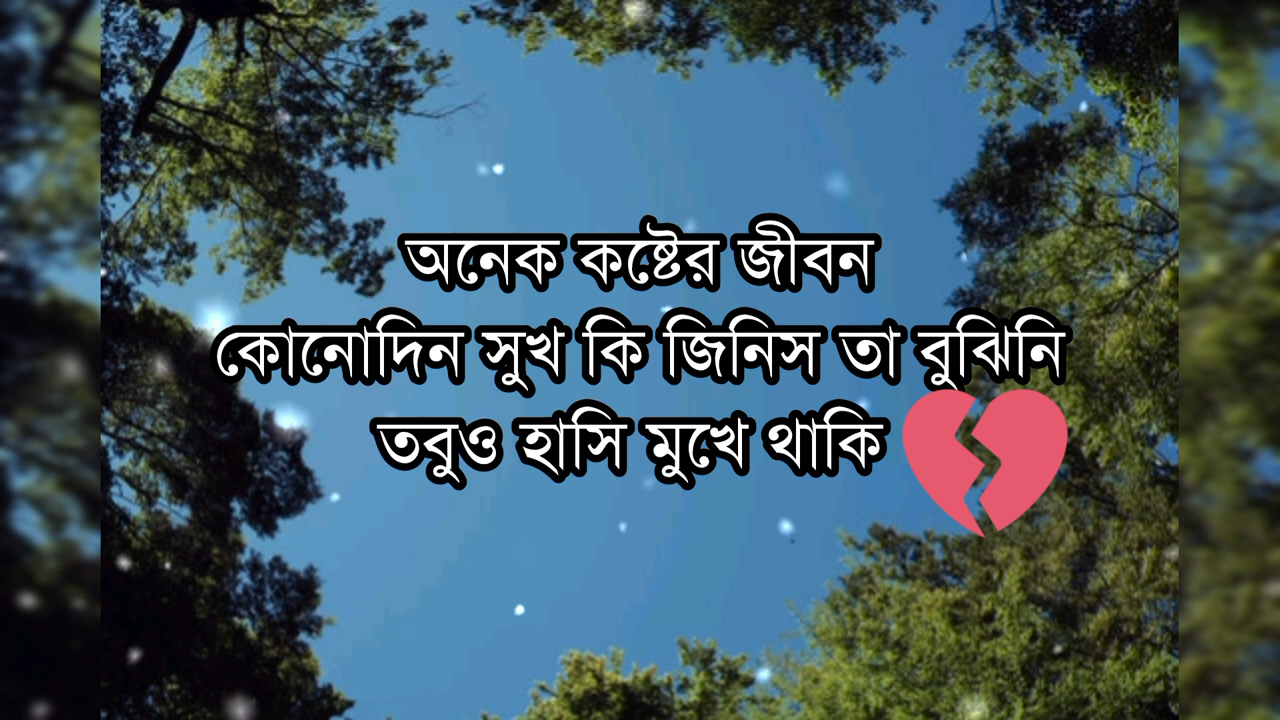 অনেক কষ্টের জীবন
কোনোদিন সুখ কি জিনিস তা বুঝিনি
তবুও হাসি মুখে থাকি 💔